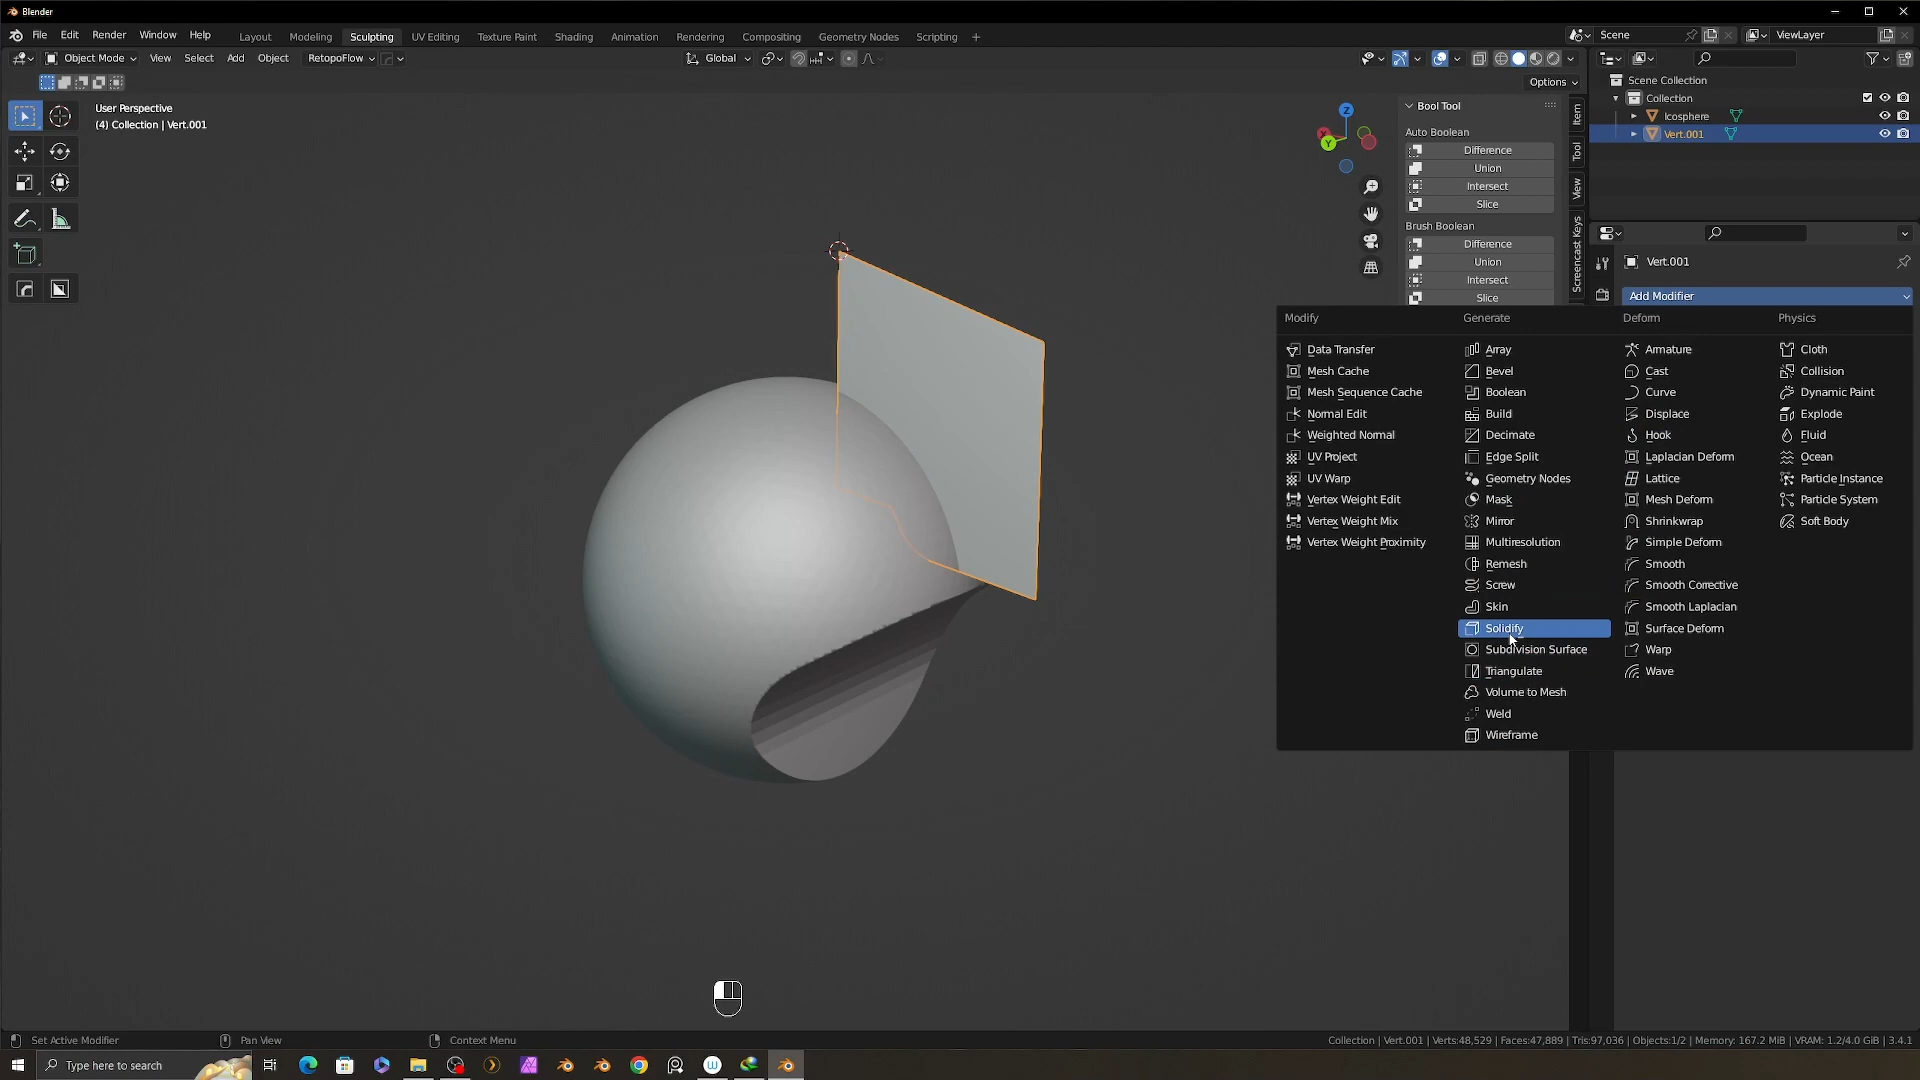 Blender
File Edit Render Window Help
Layout Modeling Sculpting UV Editing Texture Paint Shading Animation Rendering Compositing Geometry Nodes Scripting +
Scene
ViewLayer
Object Mode View Select Add Object RetopoFlow
Global
Options
User Perspective
(4) Collection | Vert.001
Z
X
Y
Bool Tool
Auto Boolean
Difference
Union
Intersect
Slice
Brush Boolean
Difference
Union
Intersect
Slice
Item
Tool
View
Screencast Keys
Scene Collection
Collection
Icosphere
Vert.001
Vert.001
Add Modifier
Modify
Data Transfer
Mesh Cache
Mesh Sequence Cache
Normal Edit
Weighted Normal
UV Project
UV Warp
Vertex Weight Edit
Vertex Weight Mix
Vertex Weight Proximity
Generate
Array
Bevel
Boolean
Build
Decimate
Edge Split
Geometry Nodes
Mask
Mirror
Multiresolution
Remesh
Screw
Skin
Solidify
Subdivision Surface
Triangulate
Volume to Mesh
Weld
Wireframe
Deform
Armature
Cast
Curve
Displace
Hook
Laplacian Deform
Lattice
Mesh Deform
Shrinkwrap
Simple Deform
Smooth
Smooth Corrective
Smooth Laplacian
Surface Deform
Warp
Wave
Physics
Cloth
Collision
Dynamic Paint
Explode
Fluid
Ocean
Particle Instance
Particle System
Soft Body
Set Active Modifier
Pan View
Context Menu
Collection | Vert.001 | Verts:48,529 | Faces:47,889 | Tris:97,036 | Objects:1/2 | Memory: 167.2 MiB | VRAM: 1.2/4.0 GiB | 3.4.1
Type here to search